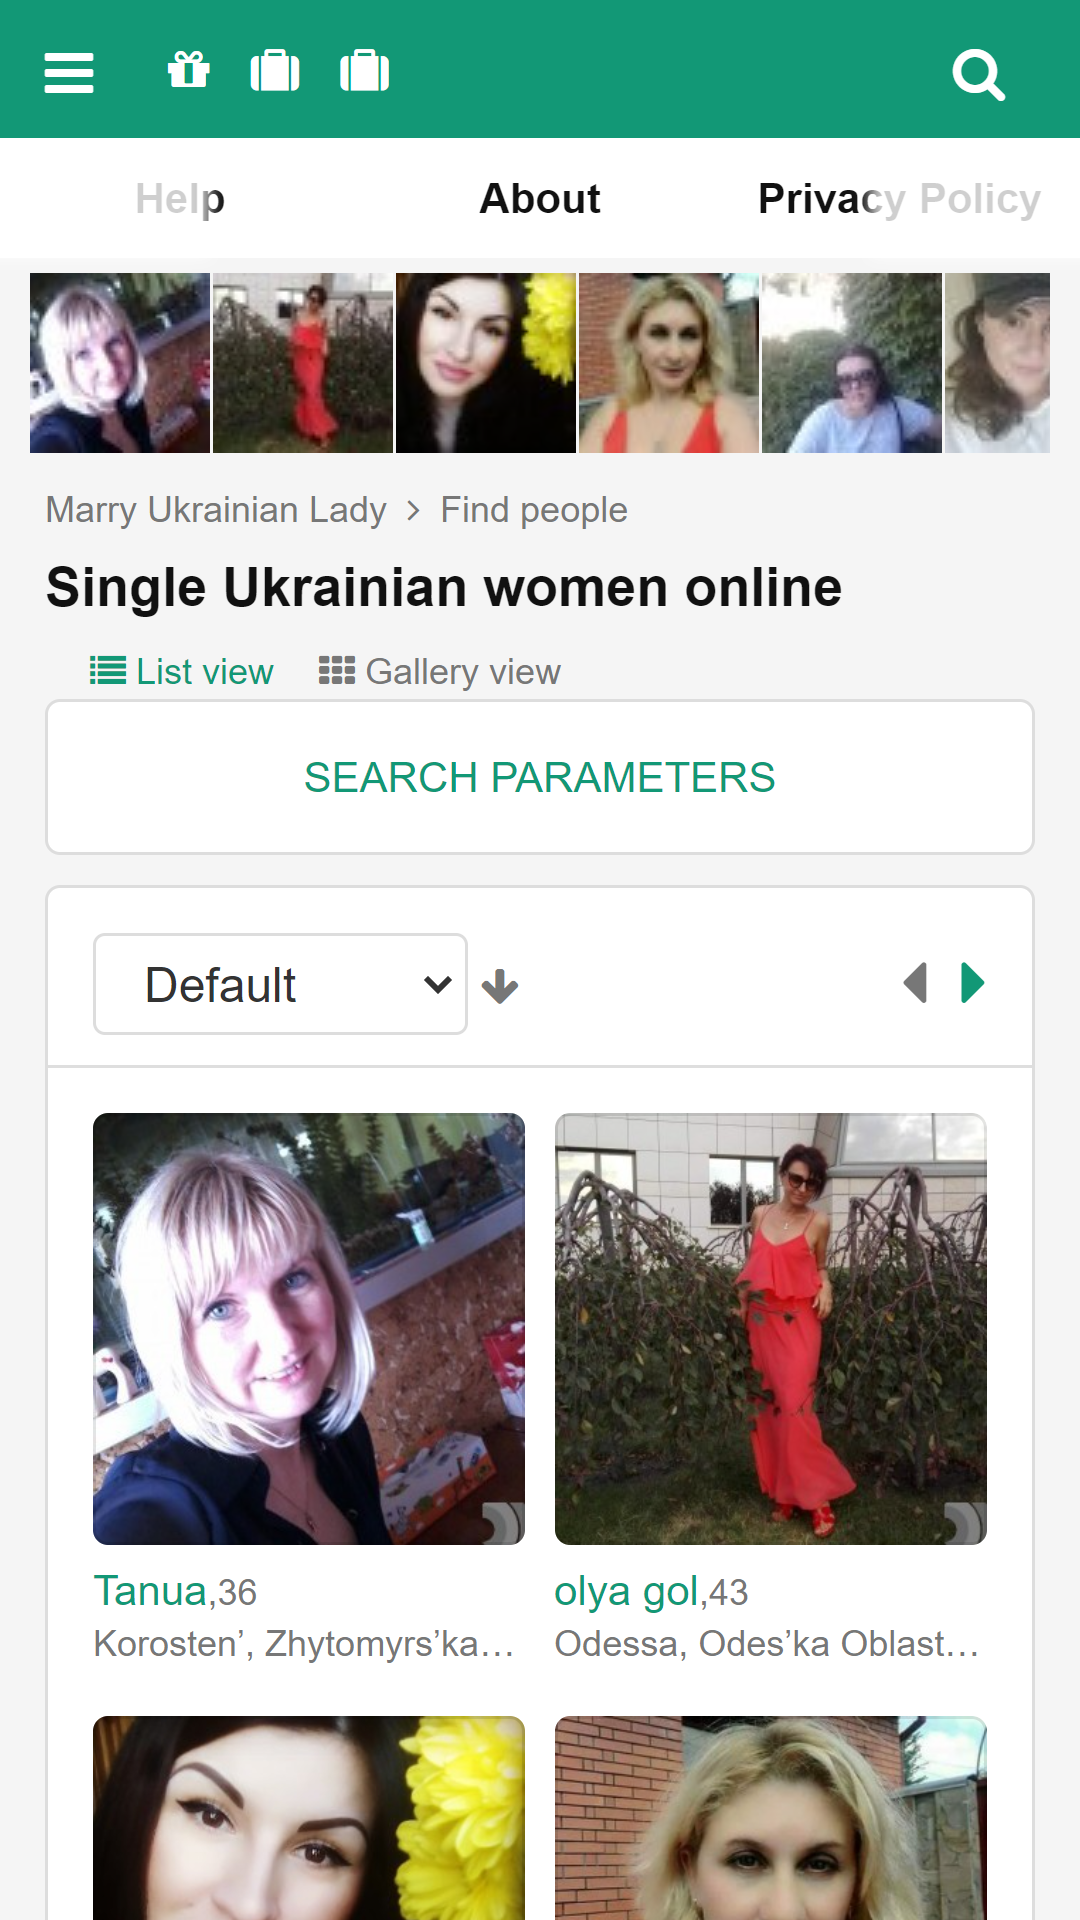 Help About Privacy Policy
Marry Ukrainian Lady > Find people
Single Ukrainian women online
List view Gallery view
SEARCH PARAMETERS
Default
Tanua,36 olya gol,43
Korosten’, Zhytomyrs’ka... Odessa, Odes’ka Oblast...